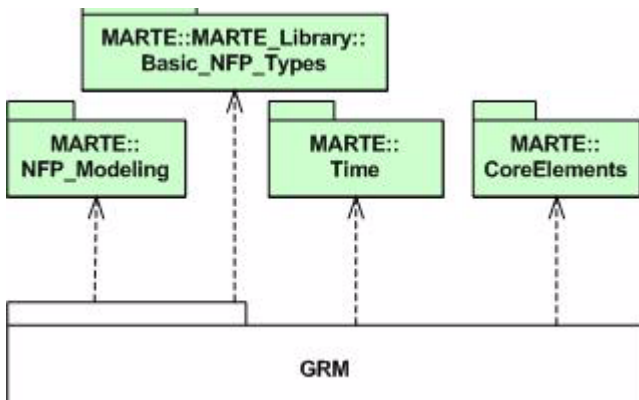 MARTE::MARTE_Library::
Basic_NFP_Types
MARTE::
NFP_Modeling
MARTE::
Time
MARTE::
CoreElements
GRM